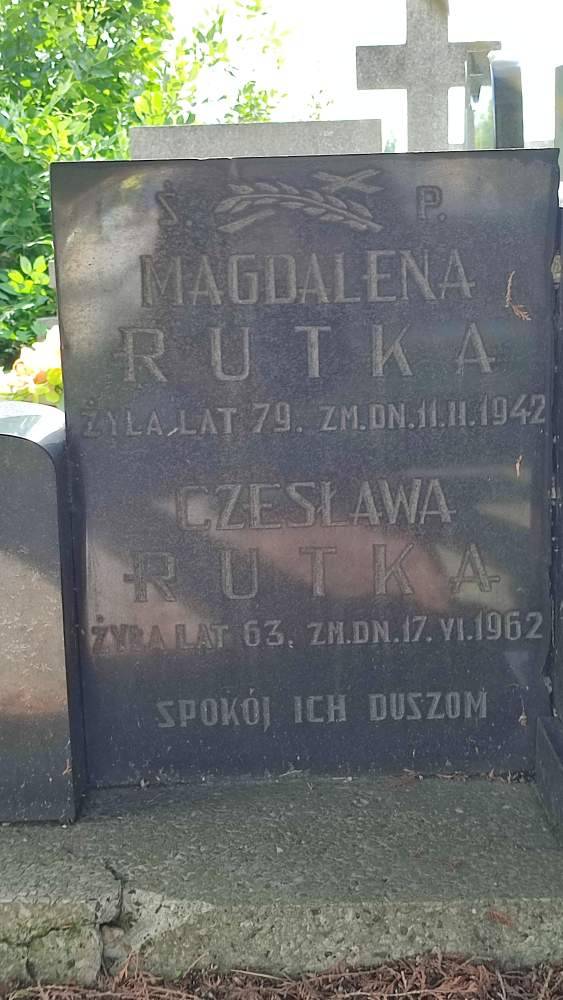 Ś. P.
MAGDALENA
RUTKA
ŻYŁA LAT 79. ZM.DN.11.II.1942
CZESŁAWA
RUTKA
ŻYŁA LAT 63. ZM.DN.17.VI.1962
SPOKÓJ ICH DUSZOM